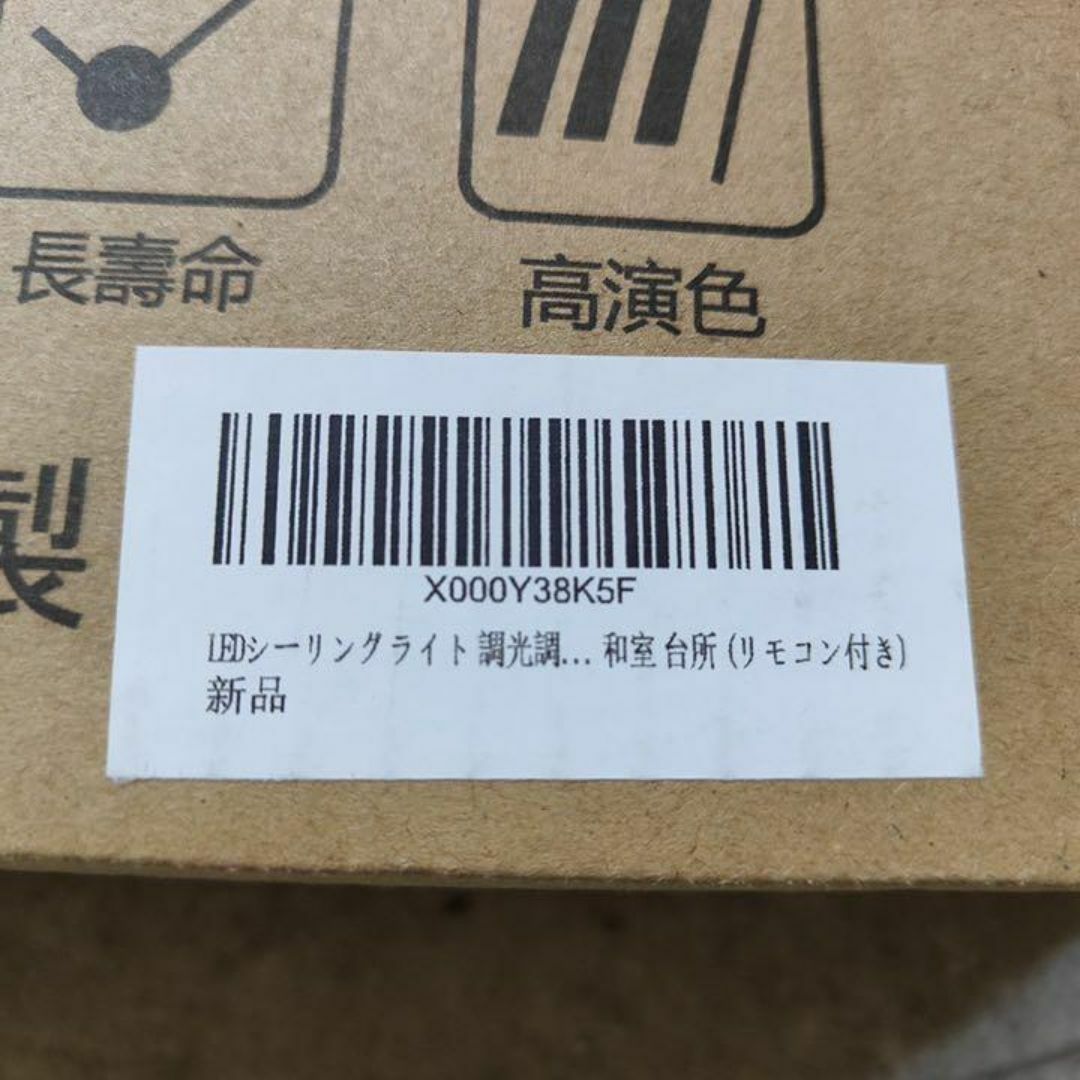 長壽命
高演色
製
X000Y38K5F
LEDシーリングライト 調光調... 和室 台所 (リモコン付き)
新品